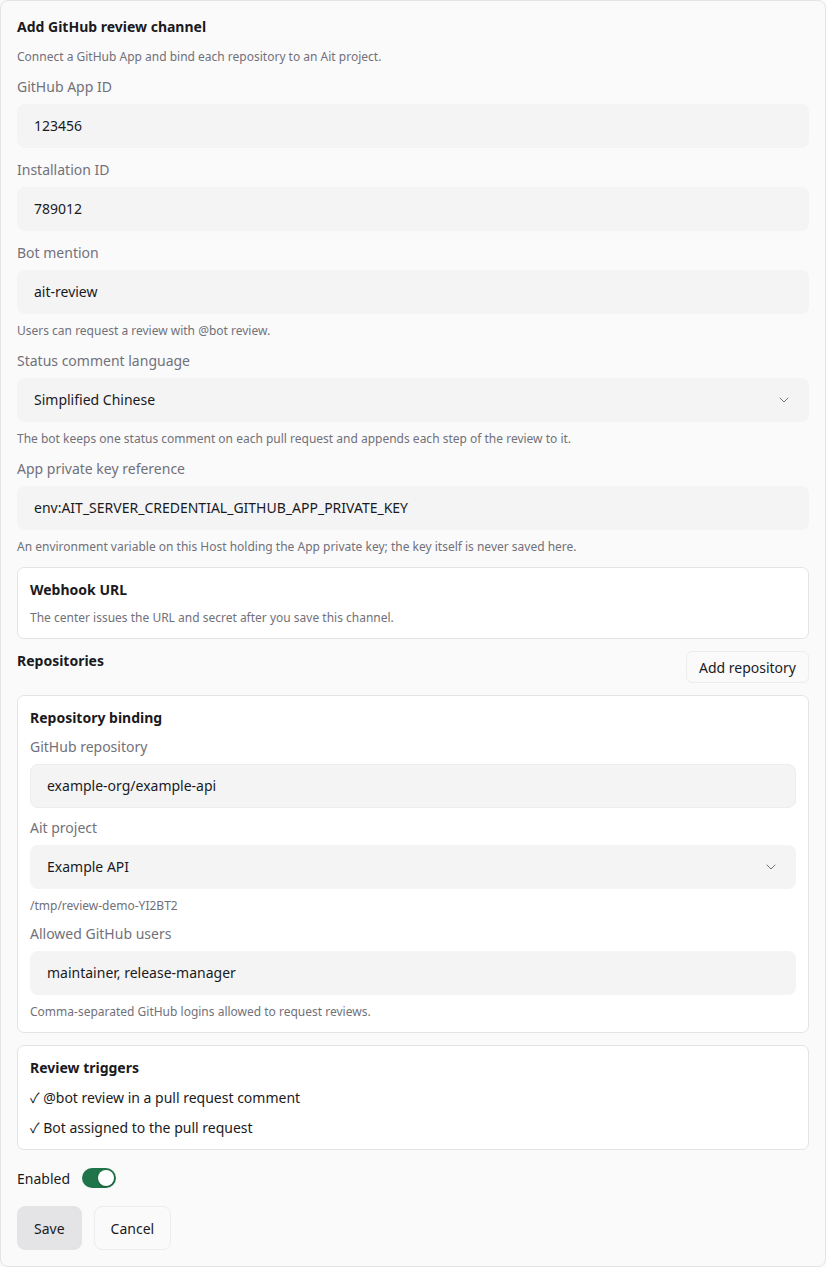 Add GitHub review channel
Connect a GitHub App and bind each repository to an Ait project.
GitHub App ID
123456
Installation ID
789012
Bot mention
ait-review
Users can request a review with @bot review.
Status comment language
Simplified Chinese
The bot keeps one status comment on each pull request and appends each step of the review to it.
App private key reference
env:AIT_SERVER_CREDENTIAL_GITHUB_APP_PRIVATE_KEY
An environment variable on this Host holding the App private key; the key itself is never saved here.
Webhook URL
The center issues the URL and secret after you save this channel.
Repositories
Add repository
Repository binding
GitHub repository
example-org/example-api
Ait project
Example API
/tmp/review-demo-YI2BT2
Allowed GitHub users
maintainer, release-manager
Comma-separated GitHub logins allowed to request reviews.
Review triggers
✓ @bot review in a pull request comment
✓ Bot assigned to the pull request
Enabled
Save
Cancel